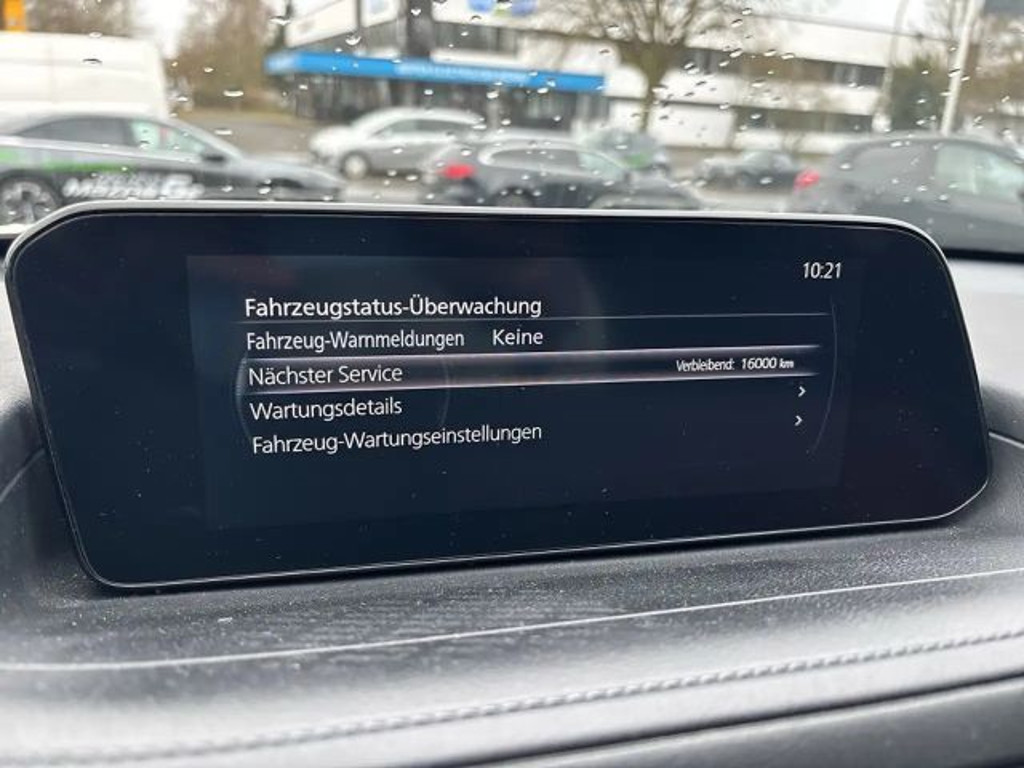 10:21
Fahrzeugstatus-Überwachung
Fahrzeug-Warnmeldungen Keine
Nächster Service Verbleibend: 16000 km
Wartungsdetails >
Fahrzeug-Wartungseinstellungen >